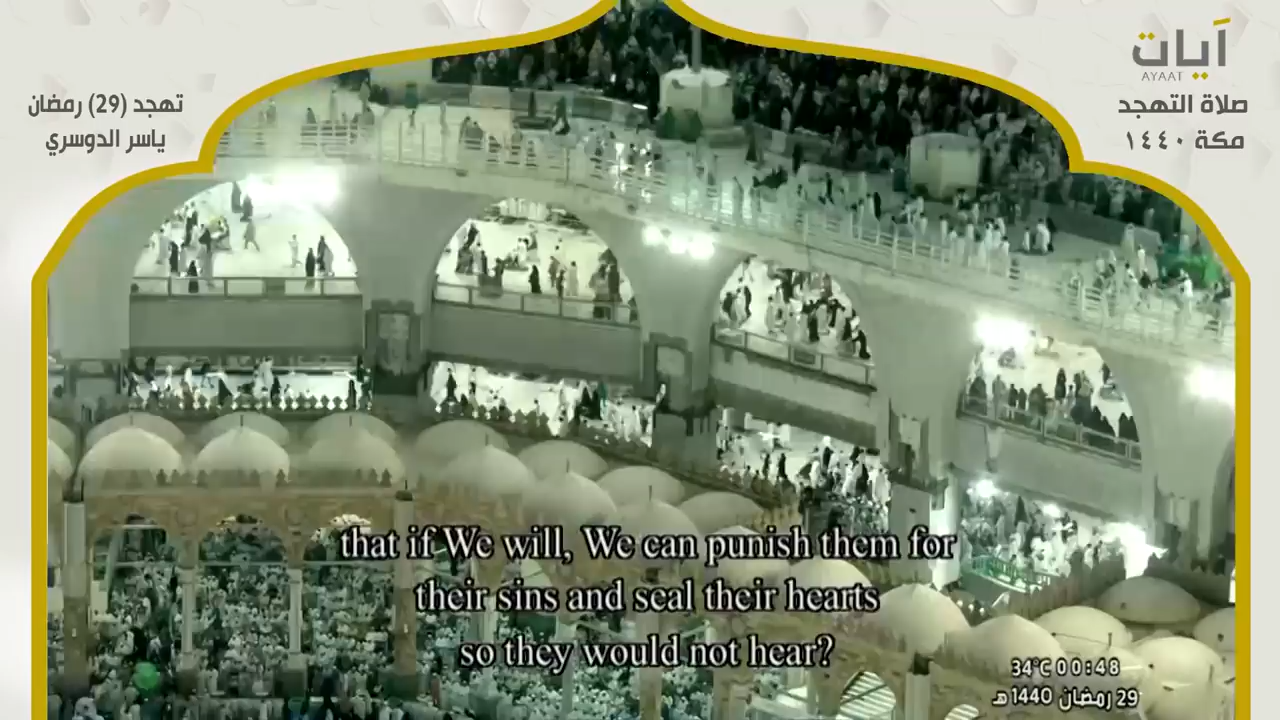 آيات
AYAAT
صلاة التهجد
مكة ١٤٤٠
تهجد (29) رمضان
ياسر الدوسري
that if We will, We can punish them for
their sins and seal their hearts
so they would not hear?
34°C 00:48
29 رمضان 1440هـ